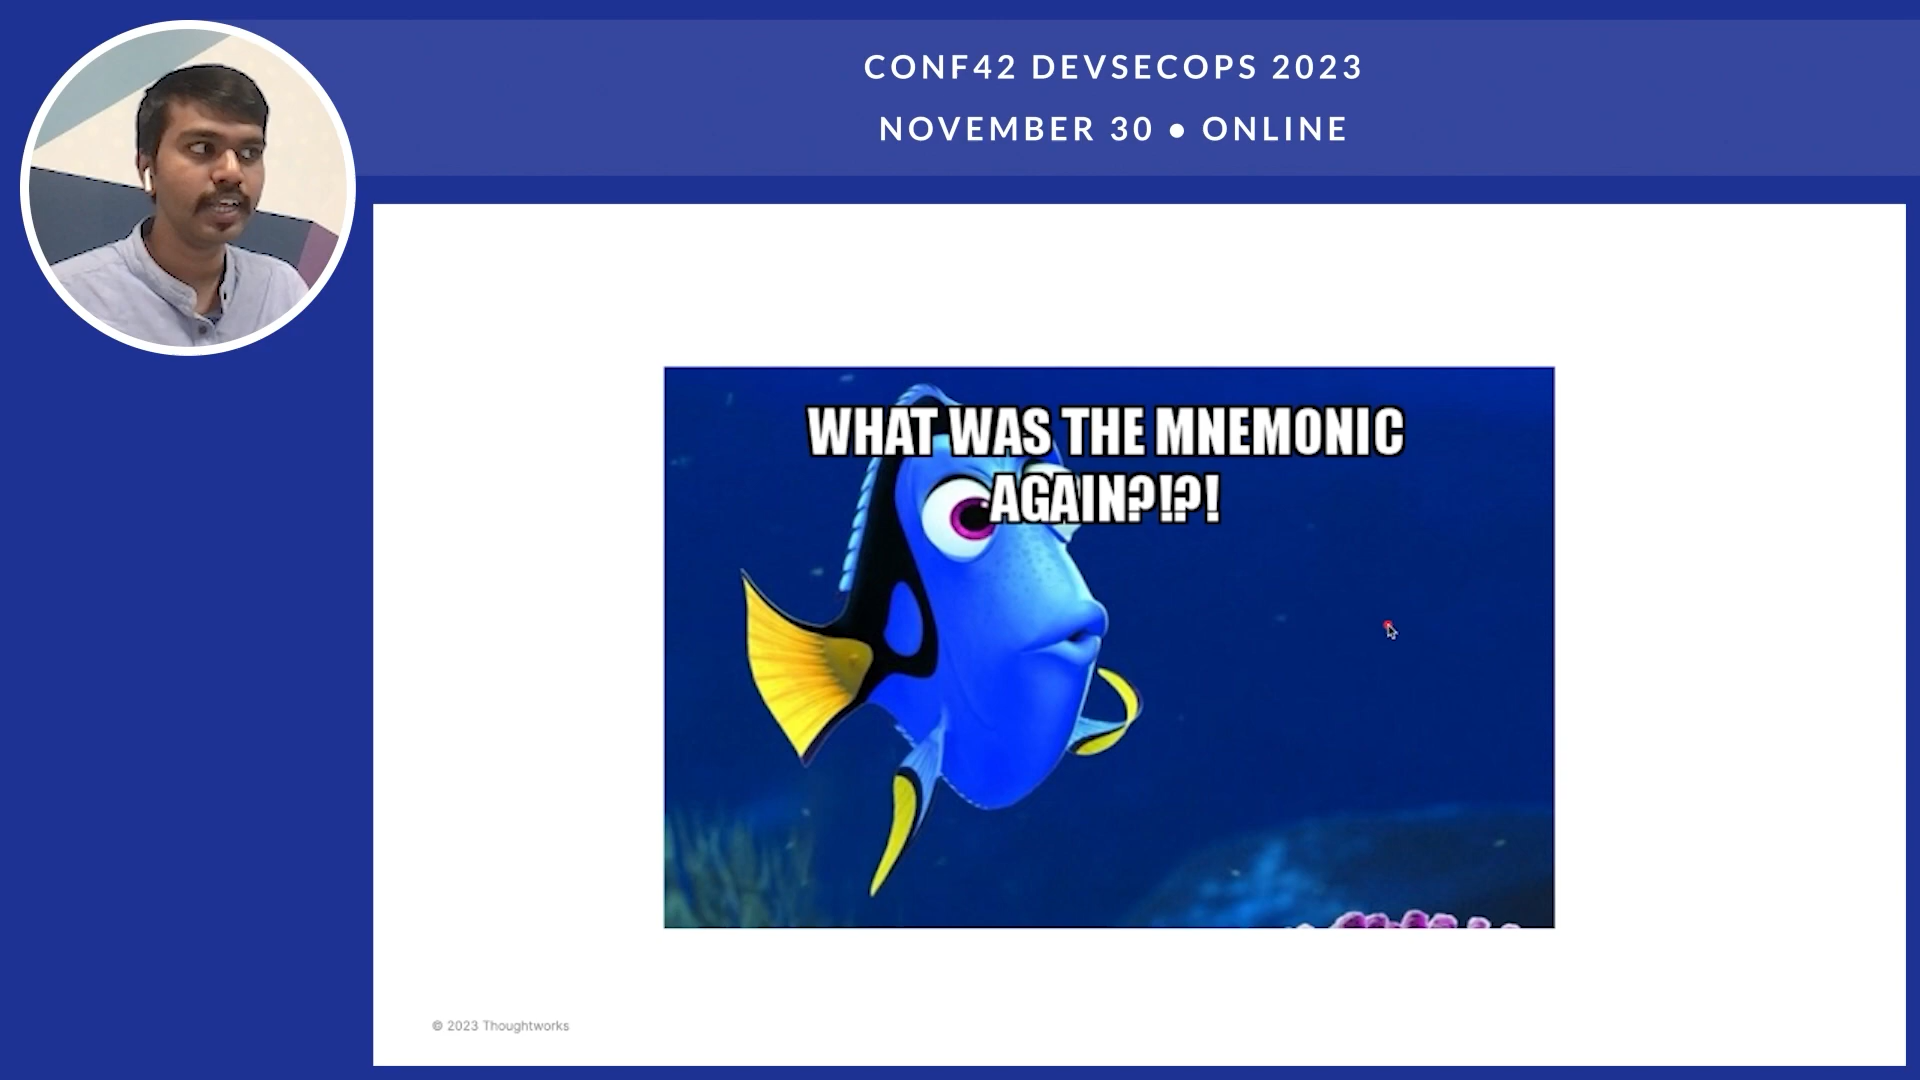 CONF42 DEVSECOPS 2023
NOVEMBER 30 • ONLINE
WHAT WAS THE MNEMONIC
AGAIN?!?!
© 2023 Thoughtworks